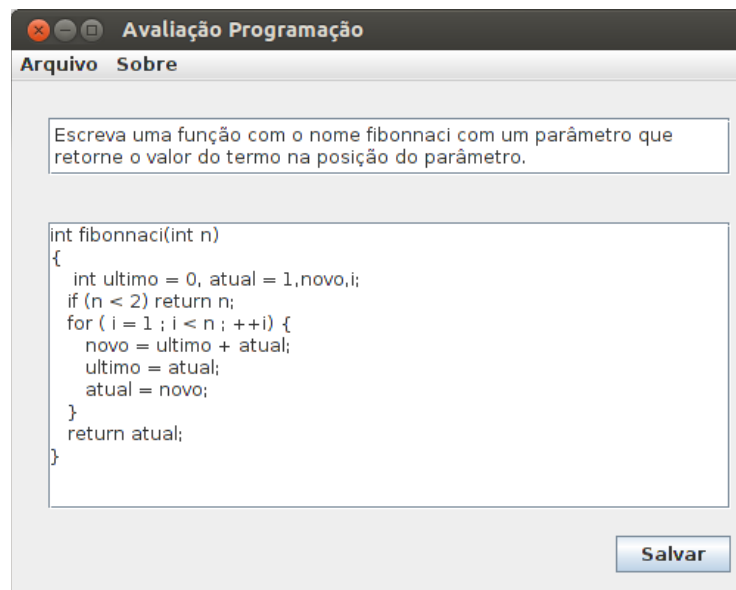 Avaliação Programação
Arquivo Sobre
Escreva uma função com o nome fibonnaci com um parâmetro que
retorne o valor do termo na posição do parâmetro.
int fibonnaci(int n)
{
int ultimo = 0, atual = 1,novo,i;
if (n < 2) return n;
for ( i = 1 ; i < n ; ++i) {
novo = ultimo + atual;
ultimo = atual;
atual = novo;
}
return atual;
}
Salvar